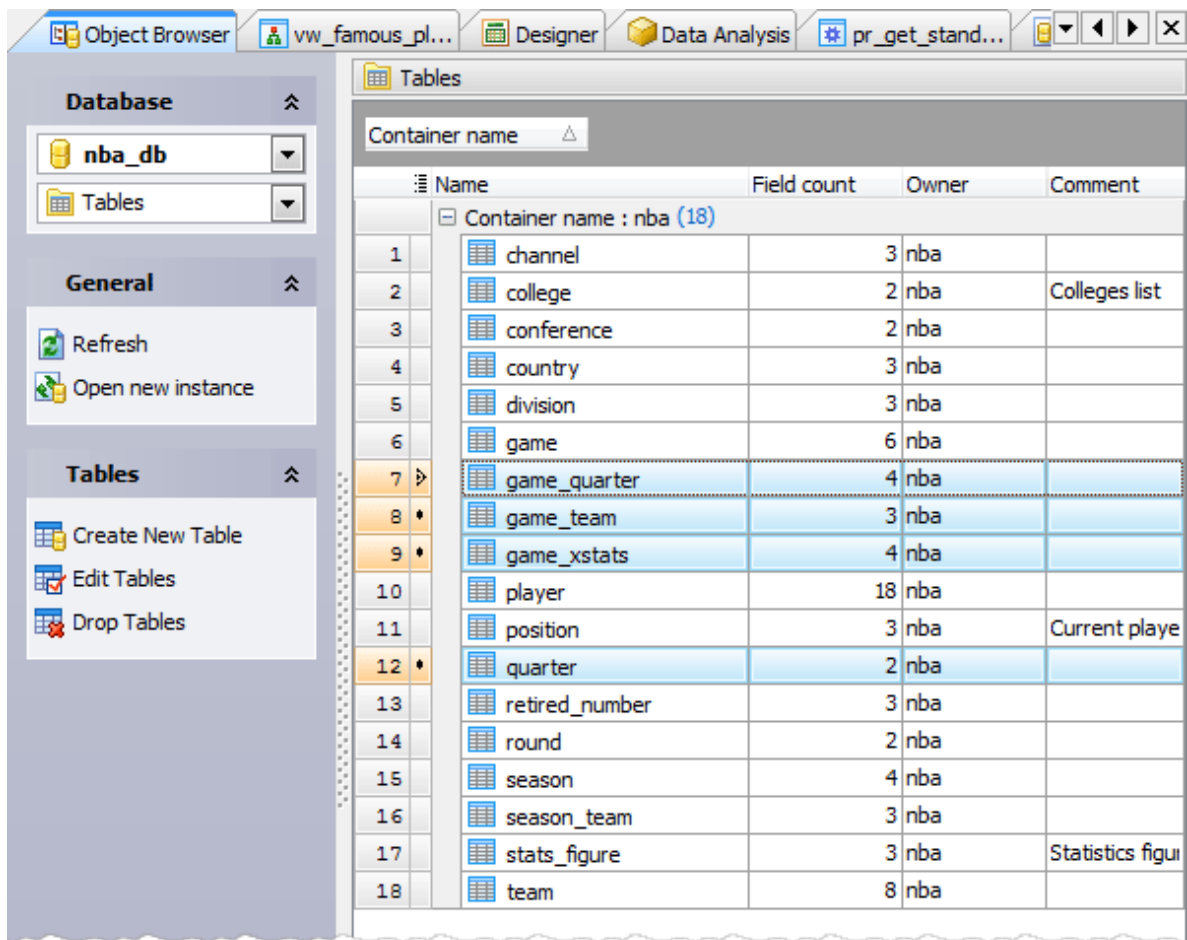 Object Browser vw_famous_pl... Designer Data Analysis pr_get_stand...
Database
nba_db
Tables
General
Refresh
Open new instance
Tables
Create New Table
Edit Tables
Drop Tables
Tables
Container name
Name Field count Owner Comment
Container name : nba (18)
1 channel 3 nba
2 college 2 nba Colleges list
3 conference 2 nba
4 country 3 nba
5 division 3 nba
6 game 6 nba
7 game_quarter 4 nba
8 game_team 3 nba
9 game_xstats 4 nba
10 player 18 nba
11 position 3 nba Current playe
12 quarter 2 nba
13 retired_number 3 nba
14 round 2 nba
15 season 4 nba
16 season_team 3 nba
17 stats_figure 3 nba Statistics figur
18 team 8 nba